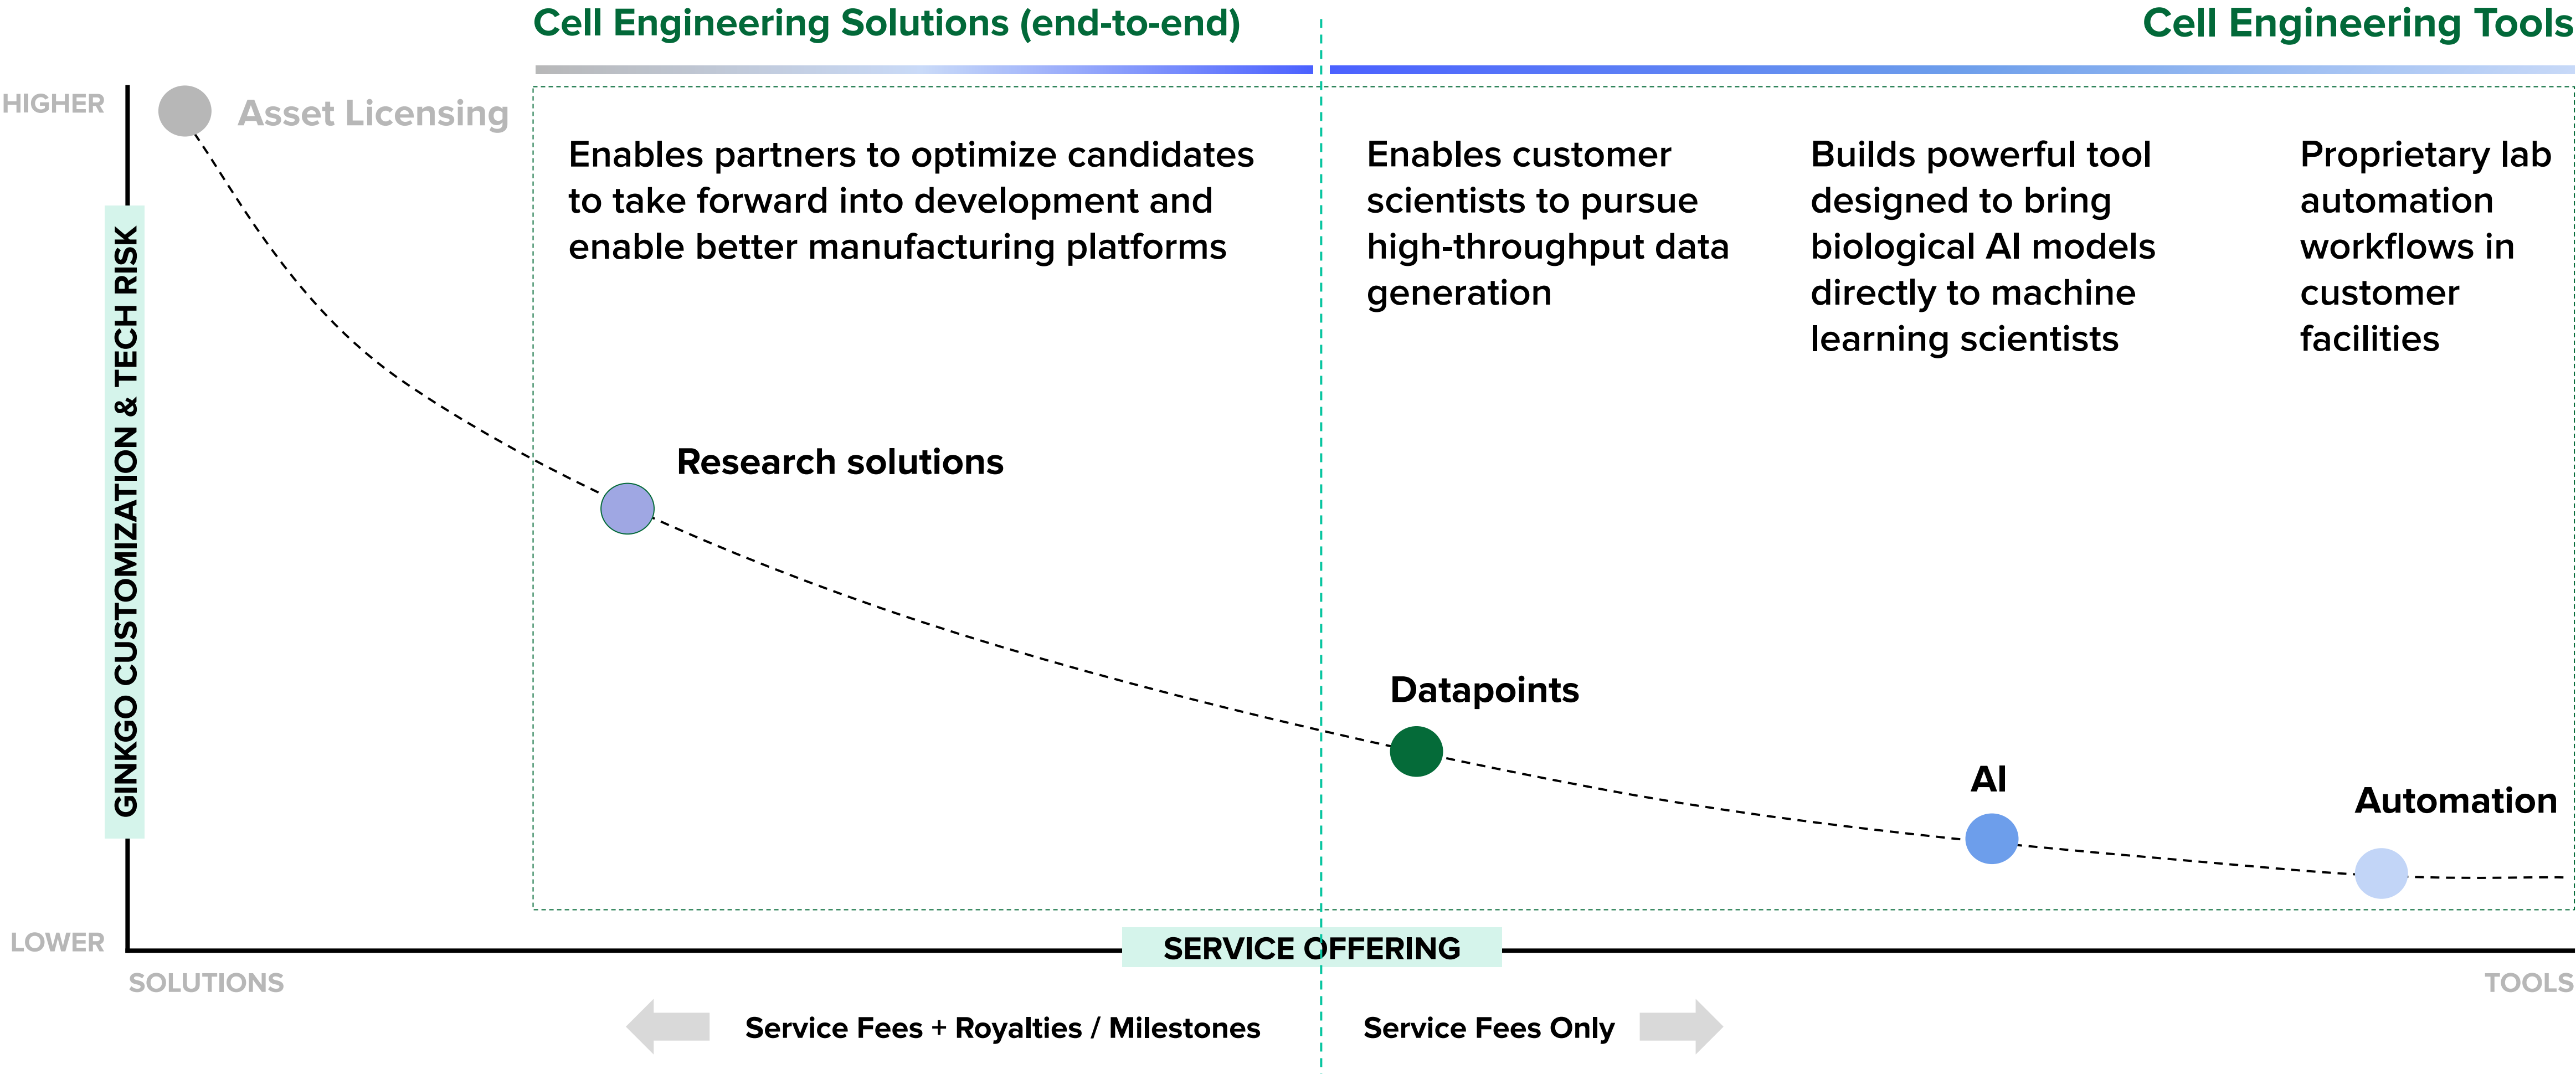 Cell Engineering Solutions (end-to-end)
Cell Engineering Tools
HIGHER
Asset Licensing
Enables partners to optimize candidates
to take forward into development and
enable better manufacturing platforms
Enables customer
scientists to pursue
high-throughput data
generation
Builds powerful tool
designed to bring
biological AI models
directly to machine
learning scientists
Proprietary lab
automation
workflows in
customer
facilities
GINKGO CUSTOMIZATION & TECH RISK
Research solutions
Datapoints
AI
Automation
LOWER
SERVICE OFFERING
SOLUTIONS
TOOLS
Service Fees + Royalties / Milestones
Service Fees Only